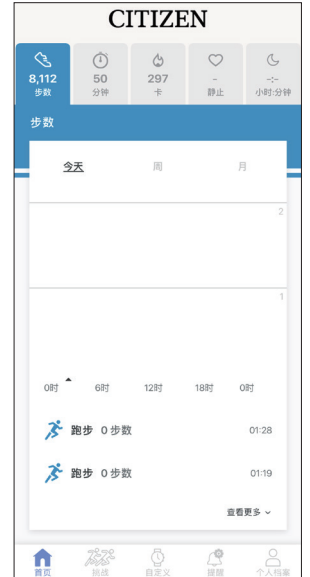 CITIZEN
8,112 50 297 - -:-
步数 分钟 卡 静止 小时:分钟
步数
今天 周 月
2
1
0时 6时 12时 18时 0时
跑步 0 步数 01:28
跑步 0 步数 01:19
查看更多
首页 挑战 自定义 提醒 个人档案